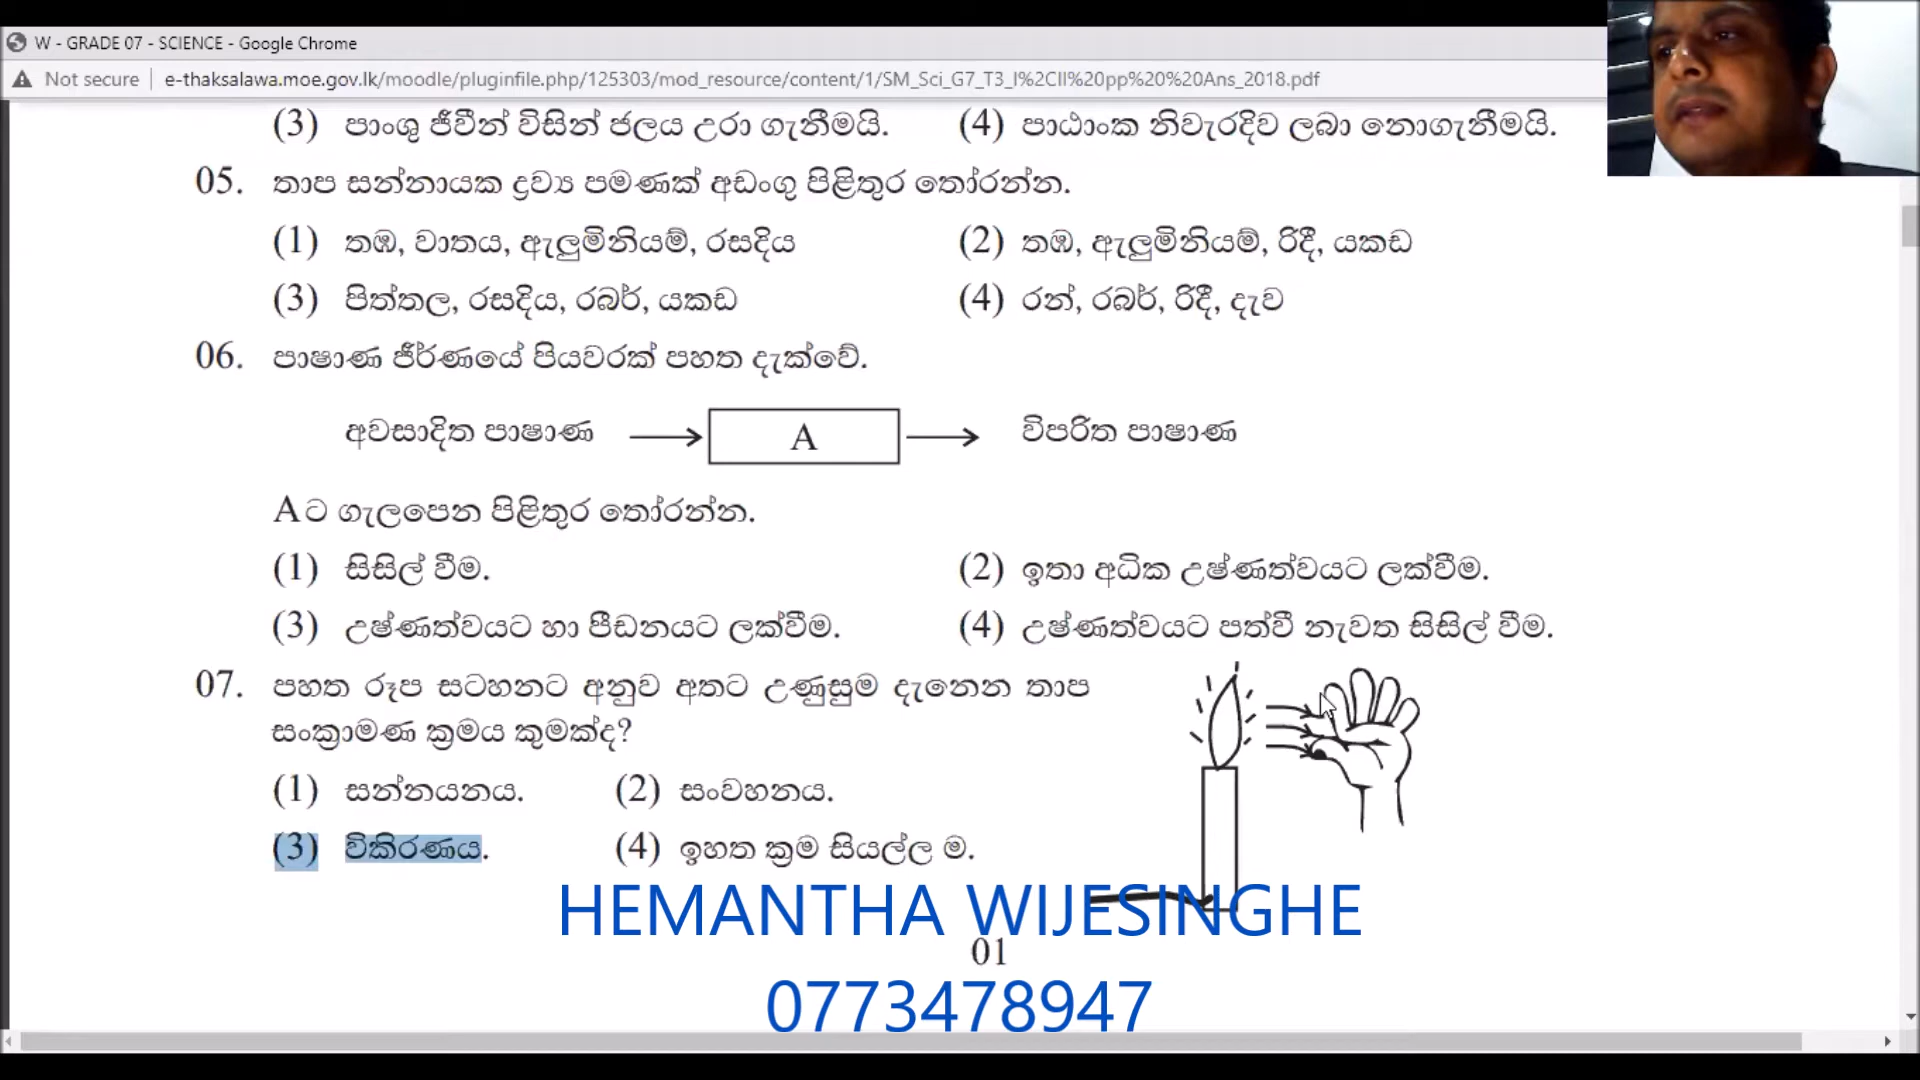 W - GRADE 07 - SCIENCE - Google Chrome
Not secure | e-thaksalawa.moe.gov.lk/moodle/pluginfile.php/125303/mod_resource/content/1/SM_Sci_G7_T3_I%2CII%20pp%20%20Ans_2018.pdf
(3) පාංශු ජීවීන් විසින් ජලය උරා ගැනීමයි. (4) පාඨාංක නිවැරදිව ලබා නොගැනීමයි.
05. තාප සන්නායක ද්‍රව්‍ය පමණක් අඩංගු පිළිතුර තෝරන්න.
(1) තඹ, වාතය, ඇලුමිනියම්, රසදිය (2) තඹ, ඇලුමිනියම්, රිදී, යකඩ
(3) පිත්තල, රසදිය, රබර්, යකඩ (4) රන්, රබර්, රිදී, දැව
06. පාෂාණ ජීර්ණයේ පියවරක් පහත දැක්වේ.
අවසාදිත පාෂාණ A විපරිත පාෂාණ
A ට ගැලපෙන පිළිතුර තෝරන්න.
(1) සිසිල් වීම. (2) ඉතා අධික උෂ්ණත්වයට ලක්වීම.
(3) උෂ්ණත්වයට හා පීඩනයට ලක්වීම. (4) උෂ්ණත්වයට පත්වී නැවත සිසිල් වීම.
07. පහත රූප සටහනට අනුව අතට උණුසුම දැනෙන තාප
සංක්‍රාමණ ක්‍රමය කුමක්ද?
(1) සන්නයනය. (2) සංවහනය.
(3) විකිරණය. (4) ඉහත ක්‍රම සියල්ල ම.
HEMANTHA WIJESINGHE
01
0773478947